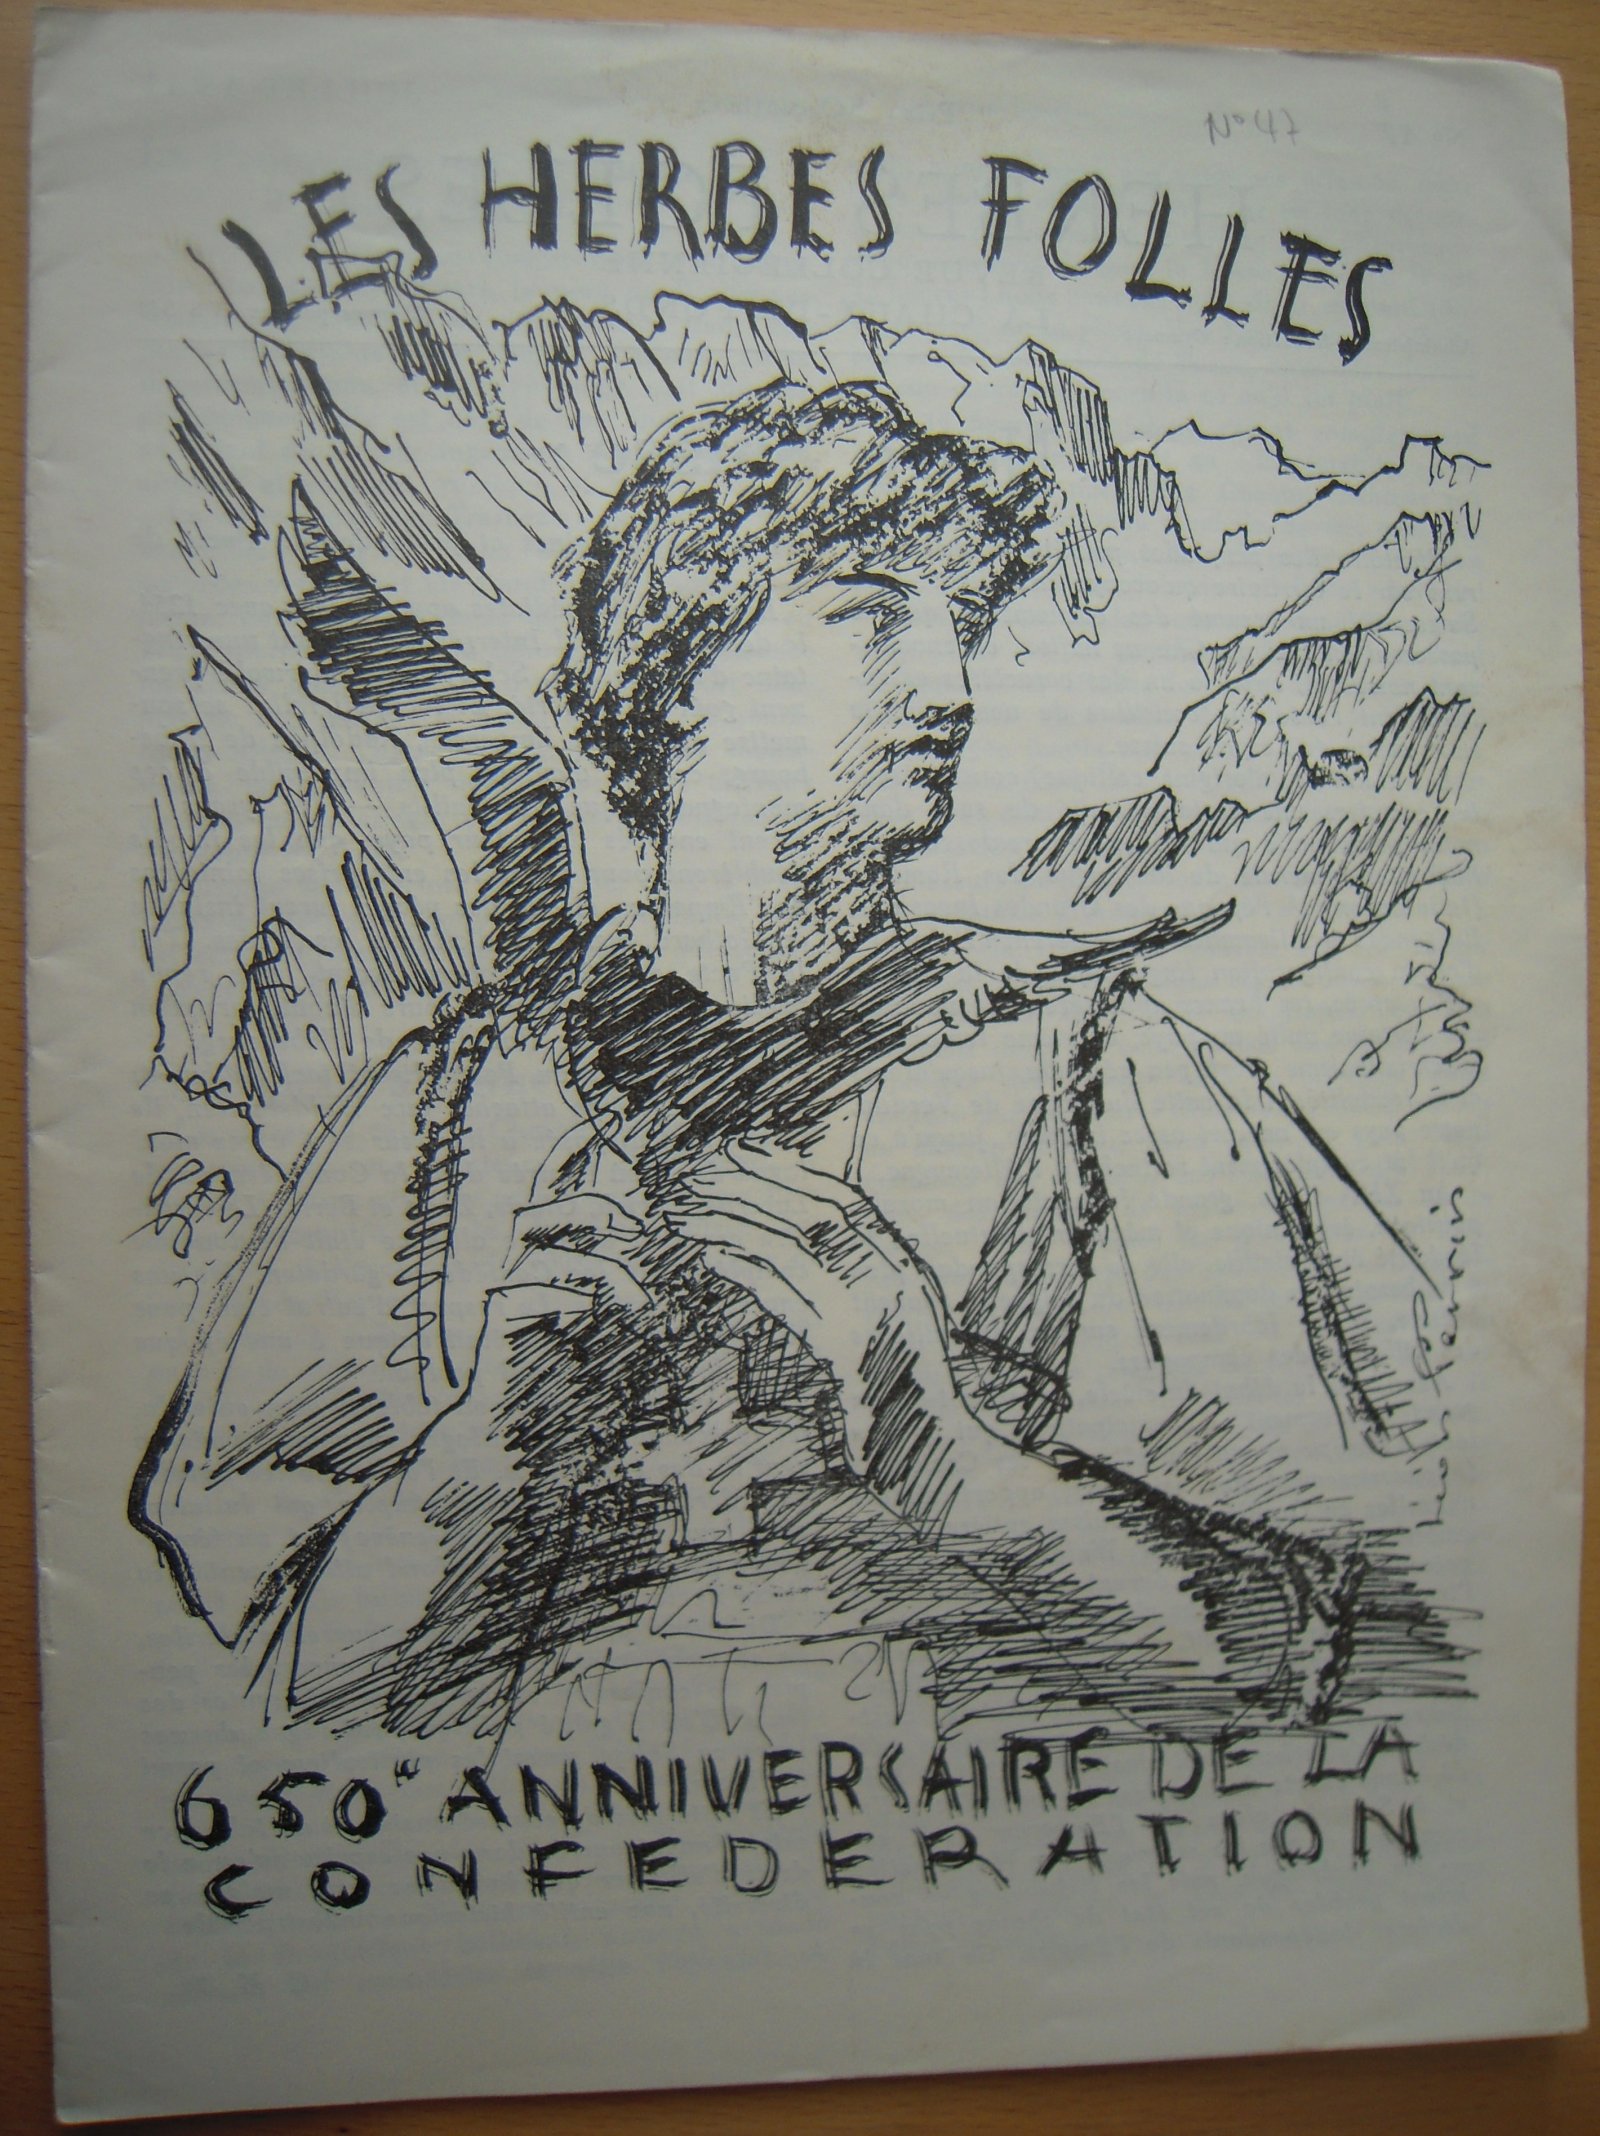 N° 47
LES HERBES FOLLES
650e ANNIVERSAIRE DE LA
CONFEDERATION